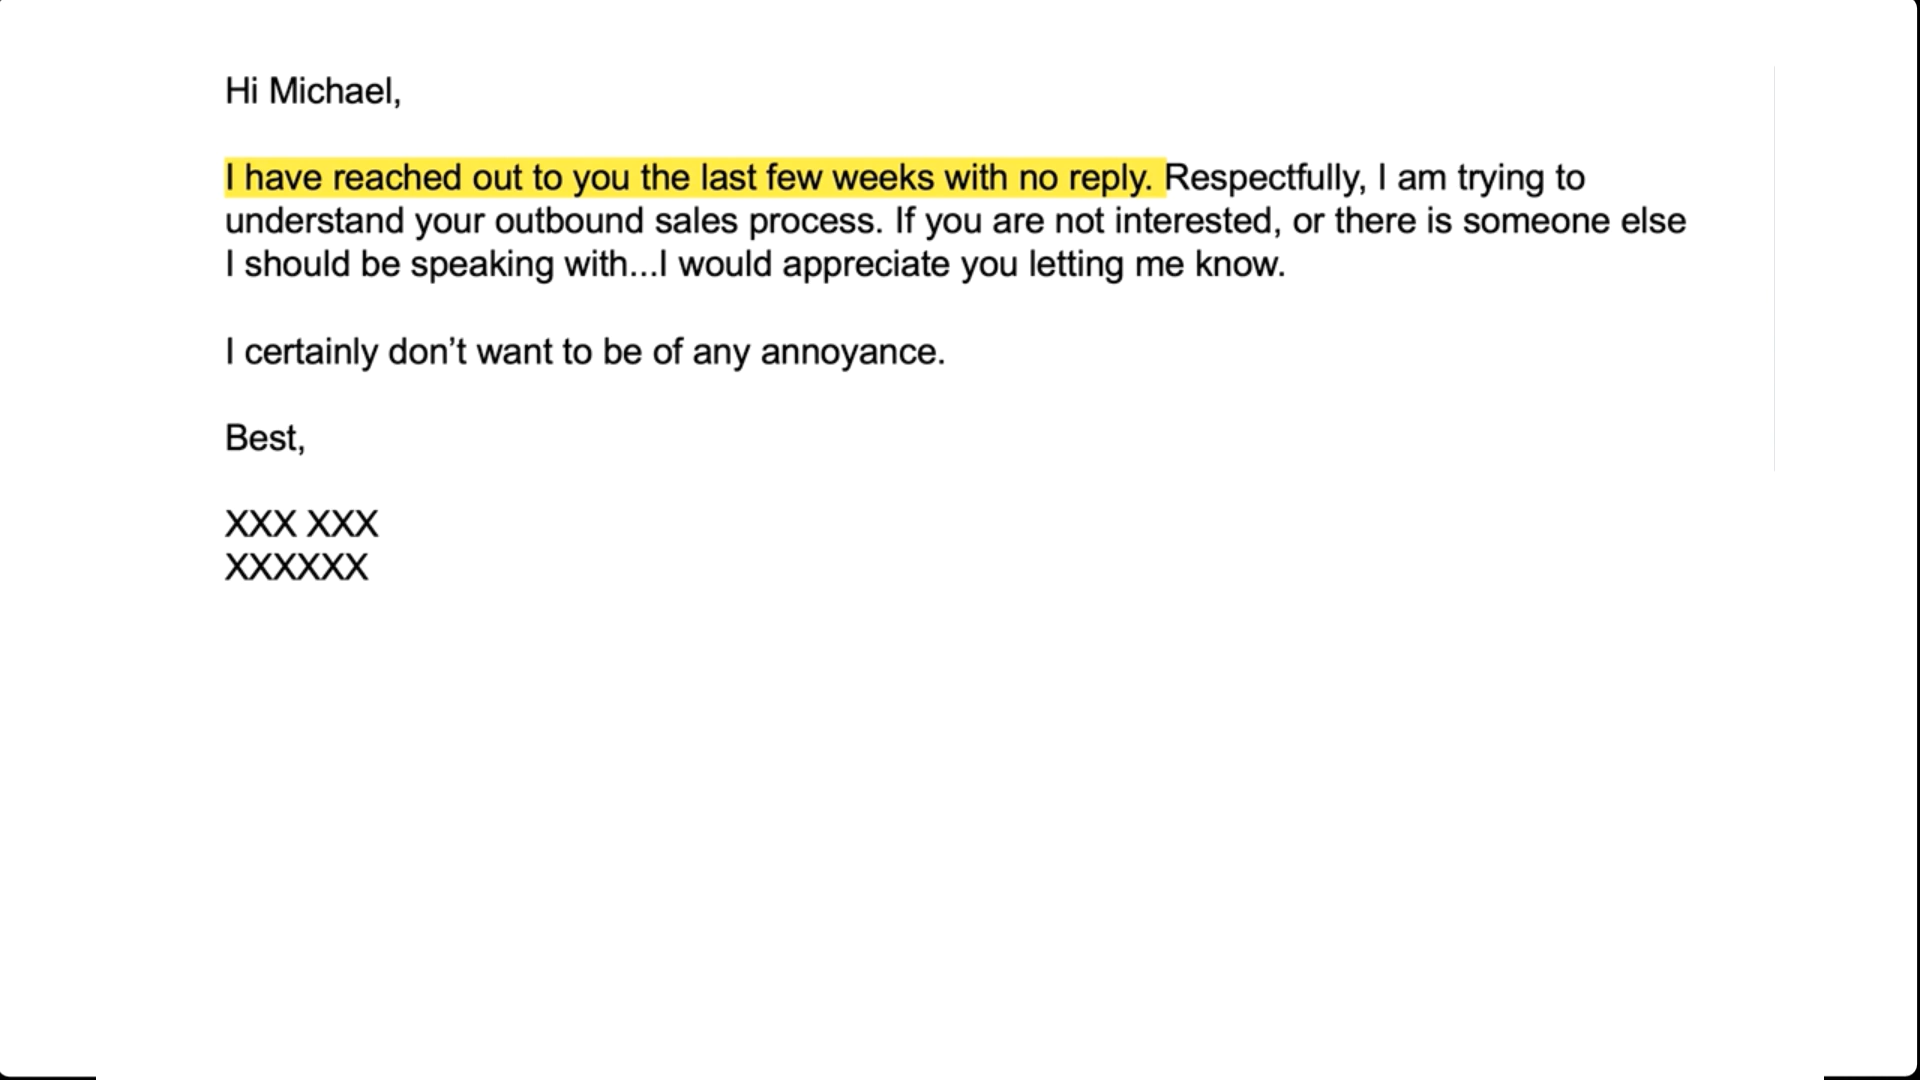 Hi Michael,
I have reached out to you the last few weeks with no reply. Respectfully, I am trying to
understand your outbound sales process. If you are not interested, or there is someone else
I should be speaking with...I would appreciate you letting me know.
I certainly don’t want to be of any annoyance.
Best,
XXX XXX
XXXXXX